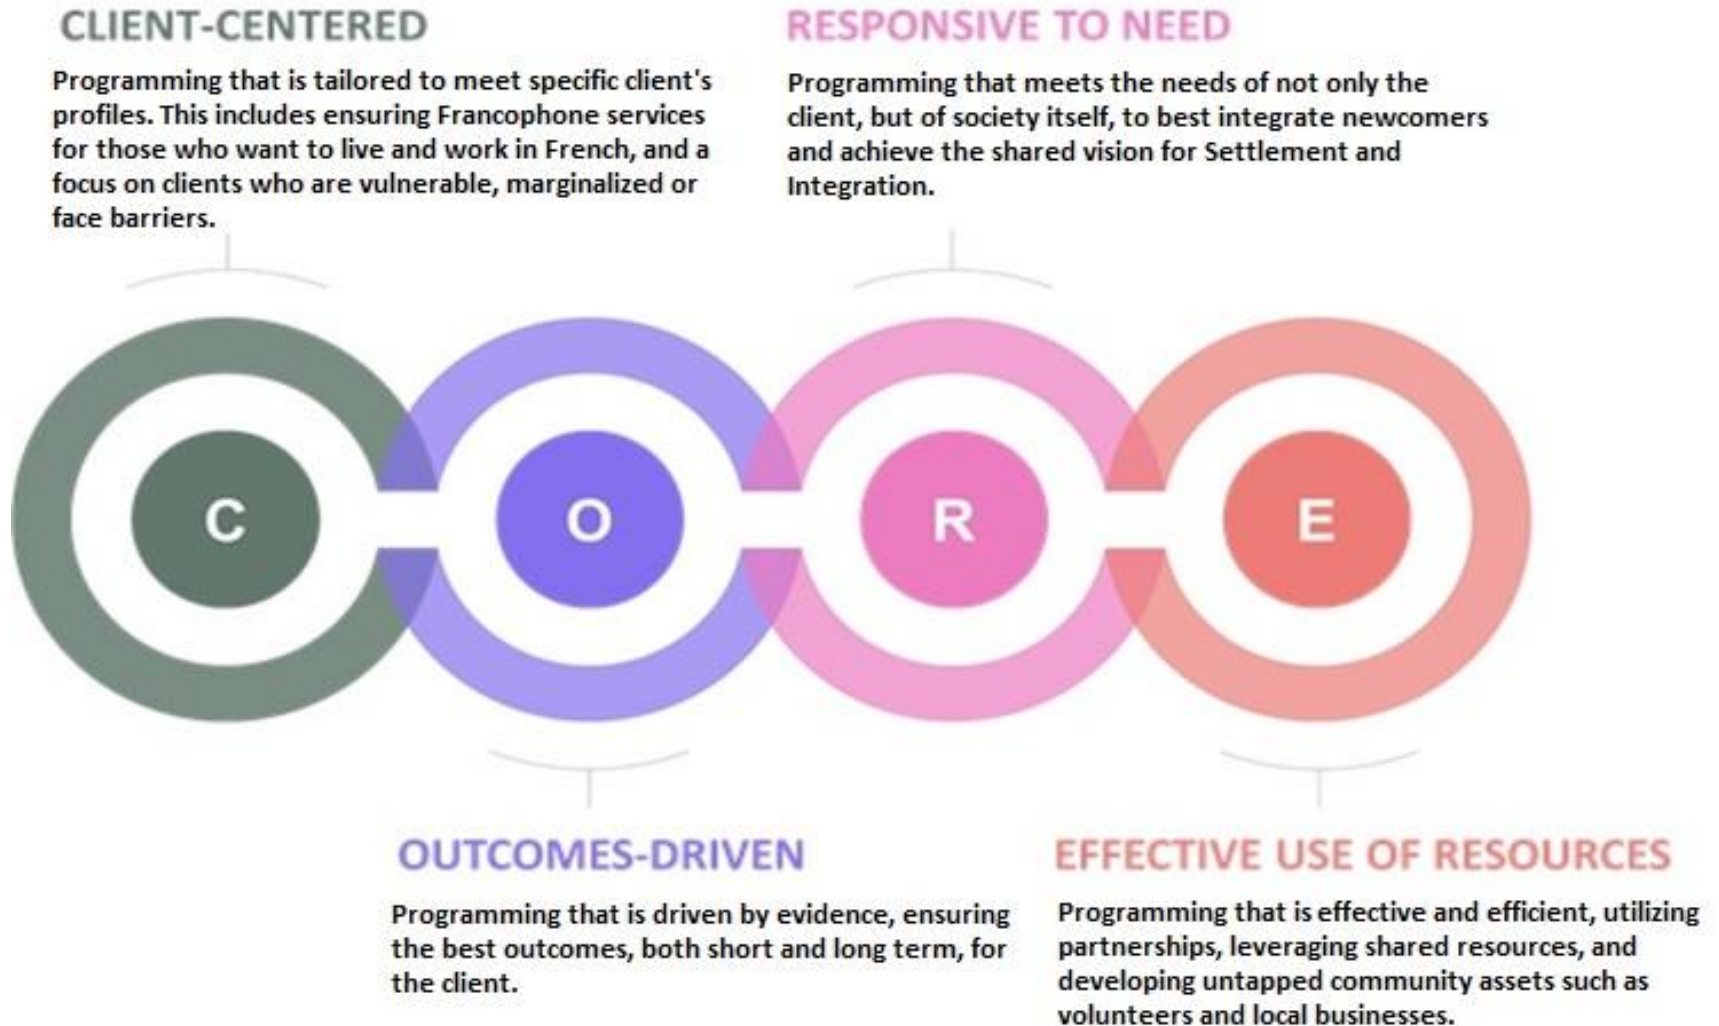 CLIENT-CENTERED
Programming that is tailored to meet specific client's
profiles. This includes ensuring Francophone services
for those who want to live and work in French, and a
focus on clients who are vulnerable, marginalized or
face barriers.
RESPONSIVE TO NEED
Programming that meets the needs of not only the
client, but of society itself, to best integrate newcomers
and achieve the shared vision for Settlement and
Integration.
C
O
R
E
OUTCOMES-DRIVEN
Programming that is driven by evidence, ensuring
the best outcomes, both short and long term, for
the client.
EFFECTIVE USE OF RESOURCES
Programming that is effective and efficient, utilizing
partnerships, leveraging shared resources, and
developing untapped community assets such as
volunteers and local businesses.